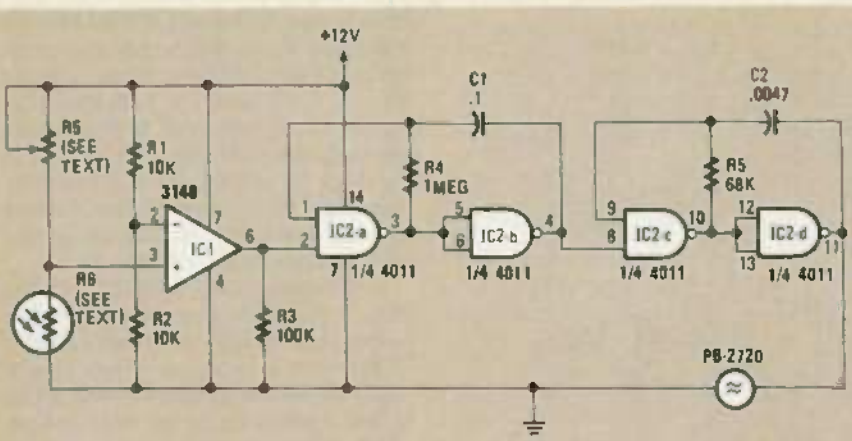 +12V
C1
.1
C2
.0047
R5
(SEE
TEXT)
R1
10K
R4
1MEG
R5
68K
3148
2
7
IC1
6
3
4
-
+
1
14
IC2-a
3
2
7
1/4 4011
5
6
IC2-b
4
1/4 4011
9
IC2-c
10
8
1/4 4011
12
IC2-d
11
13
1/4 4011
R6
(SEE
TEXT)
R2
10K
R3
100K
PB-2720
≈